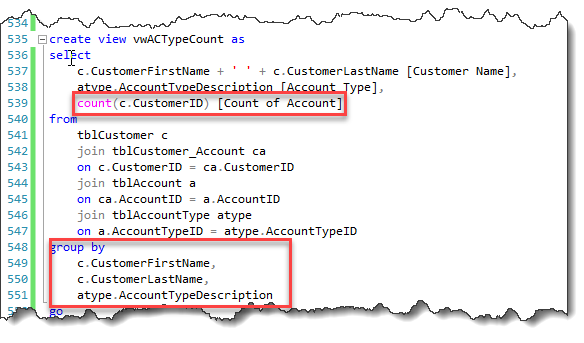 534
535 create view vwACTypeCount as
536 select
537 c.CustomerFirstName + ' ' + c.CustomerLastName [Customer Name],
538 atype.AccountTypeDescription [Account Type],
539 count(c.CustomerID) [Count of Account]
540 from
541 tblCustomer c
542 join tblCustomer_Account ca
543 on c.CustomerID = ca.CustomerID
544 join tblAccount a
545 on ca.AccountID = a.AccountID
546 join tblAccountType atype
547 on a.AccountTypeID = atype.AccountTypeID
548 group by
549 c.CustomerFirstName,
550 c.CustomerLastName,
551 atype.AccountTypeDescription
go